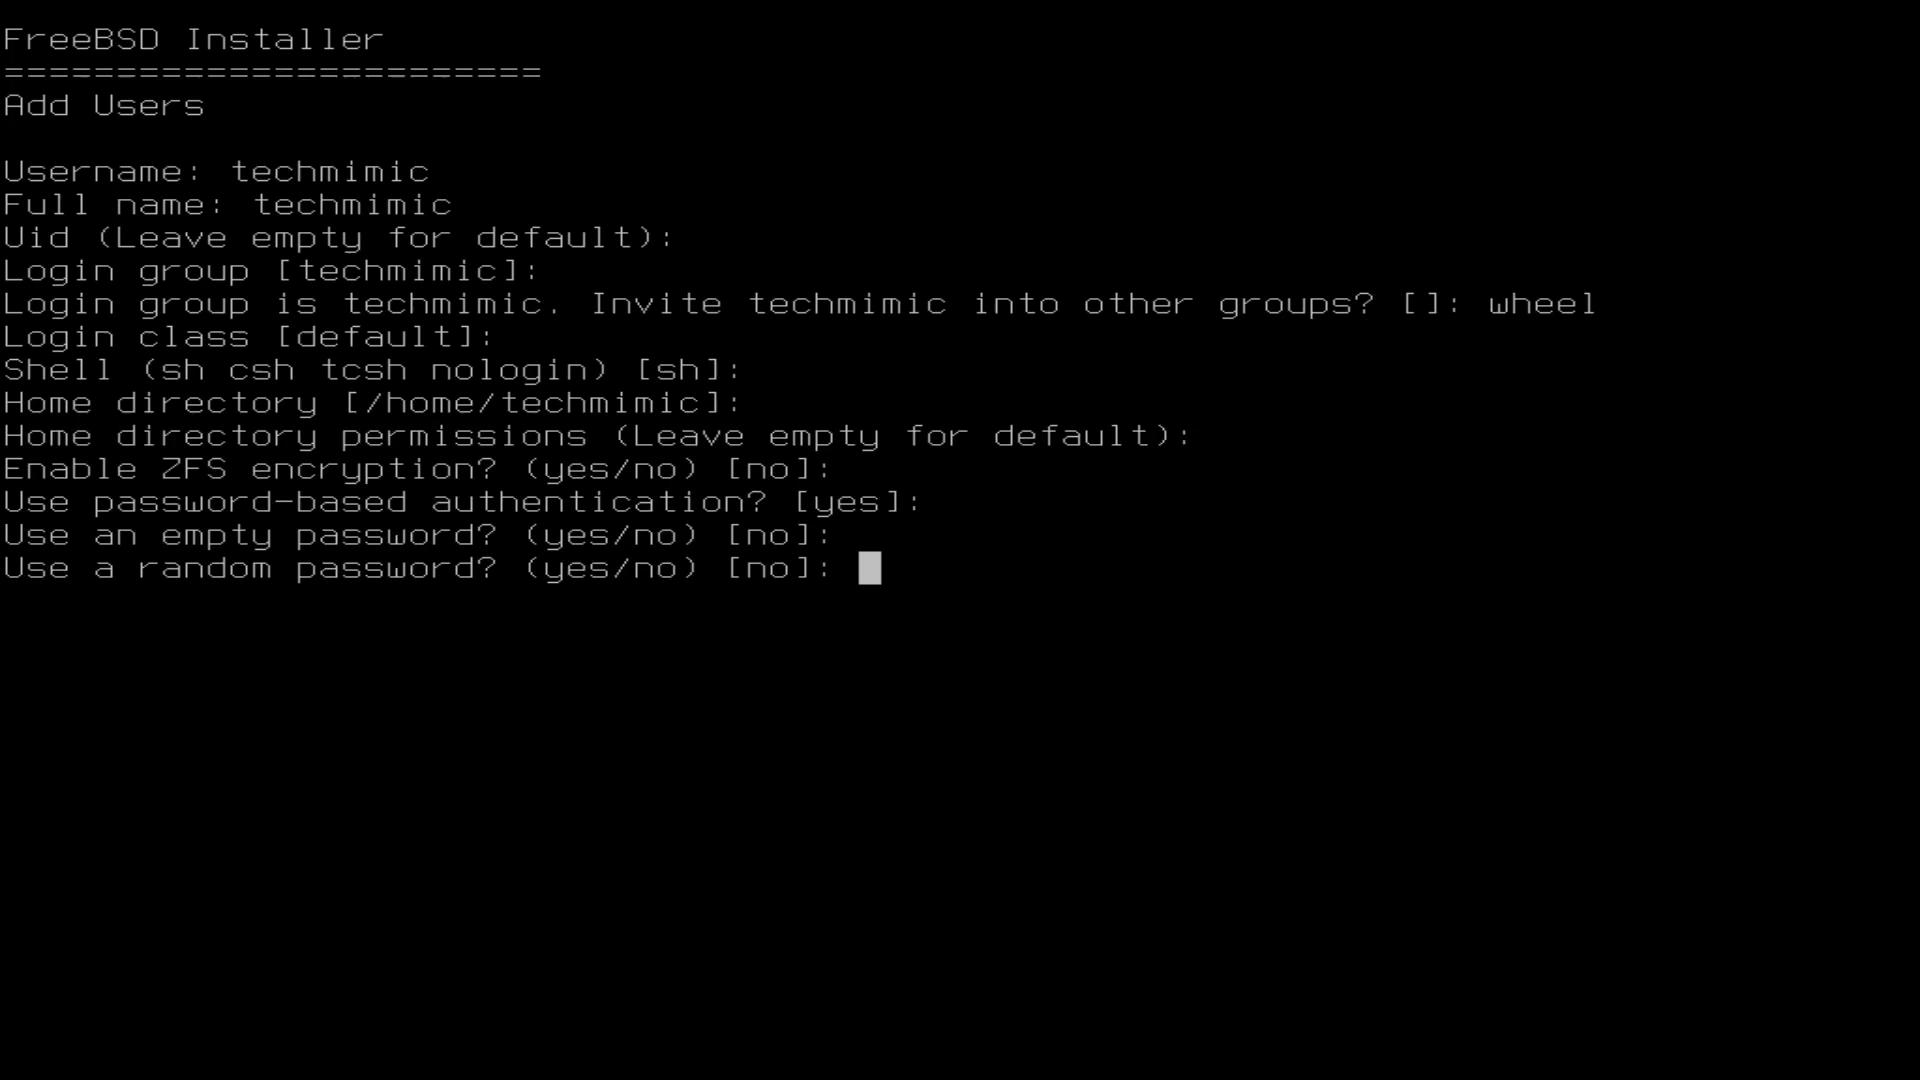 FreeBSD Installer
========================
Add Users
Username: techmimic
Full name: techmimic
Uid (Leave empty for default):
Login group [techmimic]:
Login group is techmimic. Invite techmimic into other groups? []: wheel
Login class [default]:
Shell (sh csh tcsh nologin) [sh]:
Home directory [/home/techmimic]:
Home directory permissions (Leave empty for default):
Enable ZFS encryption? (yes/no) [no]:
Use password-based authentication? [yes]:
Use an empty password? (yes/no) [no]:
Use a random password? (yes/no) [no]: